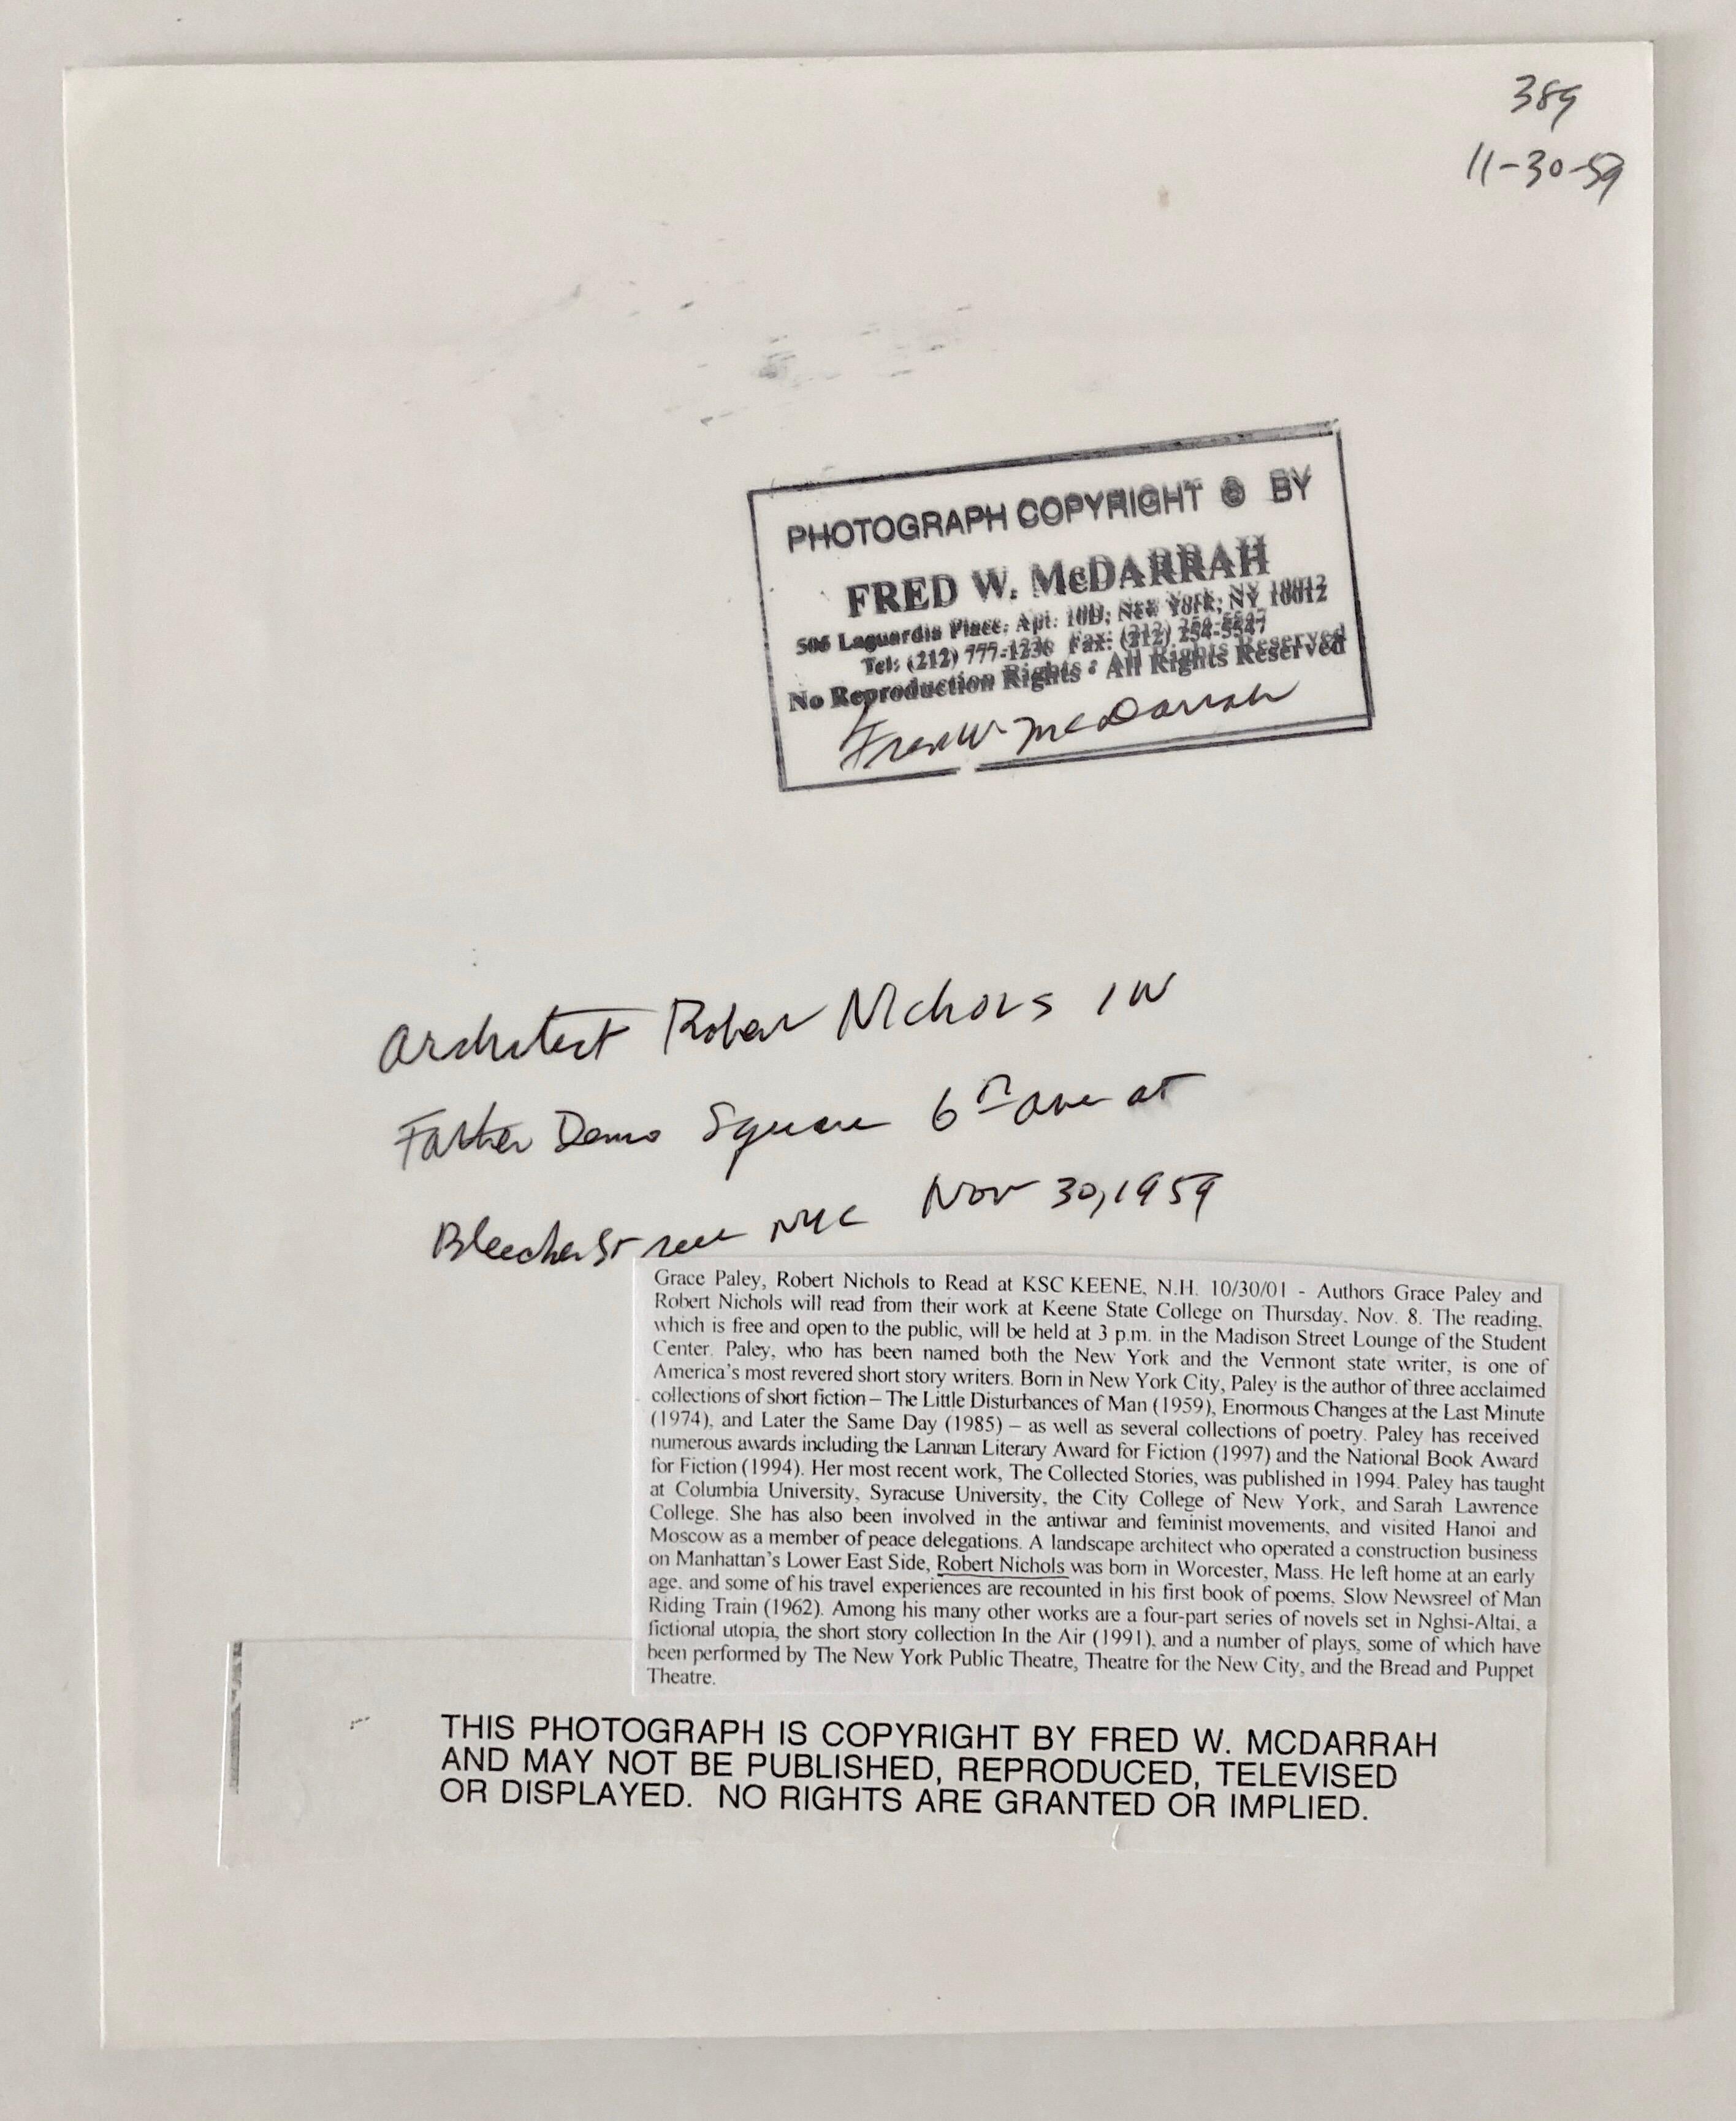 389
11-30-59
PHOTOGRAPH COPYRIGHT © BY
FRED W. McDARRAH
505 Laguardia Place, Apt. 10D, New York, NY 10012
Tel: (212) 777-1236 Fax: (212) 254-5547
No Reproduction Rights • All Rights Reserved
Fred W. McDarrah
Architect Robert Nichols IN
Father Demo Square 6th Ave at
Bleecker Street NYC Nov 30, 1959
Grace Paley, Robert Nichols to Read at KSC KEENE, N.H. 10/30/01 - Authors Grace Paley and
Robert Nichols will read from their work at Keene State College on Thursday, Nov. 8. The reading,
which is free and open to the public, will be held at 3 p.m. in the Madison Street Lounge of the Student
Center. Paley, who has been named both the New York and the Vermont state writer, is one of
America's most revered short story writers. Born in New York City, Paley is the author of three acclaimed
collections of short fiction – The Little Disturbances of Man (1959), Enormous Changes at the Last Minute
(1974), and Later the Same Day (1985) – as well as several collections of poetry. Paley has received
numerous awards including the Lannan Literary Award for Fiction (1997) and the National Book Award
for Fiction (1994). Her most recent work, The Collected Stories, was published in 1994. Paley has taught
at Columbia University, Syracuse University, the City College of New York, and Sarah Lawrence
College. She has also been involved in the antiwar and feminist movements, and visited Hanoi and
Moscow as a member of peace delegations. A landscape architect who operated a construction business
on Manhattan's Lower East Side, Robert Nichols was born in Worcester, Mass. He left home at an early
age, and some of his travel experiences are recounted in his first book of poems, Slow Newsreel of Man
Riding Train (1962). Among his many other works are a four-part series of novels set in Nghsi-Altai, a
fictional utopia, the short story collection In the Air (1991), and a number of plays, some of which have
been performed by The New York Public Theatre, Theatre for the New City, and the Bread and Puppet
Theatre.
THIS PHOTOGRAPH IS COPYRIGHT BY FRED W. MCDARRAH
AND MAY NOT BE PUBLISHED, REPRODUCED, TELEVISED
OR DISPLAYED. NO RIGHTS ARE GRANTED OR IMPLIED.